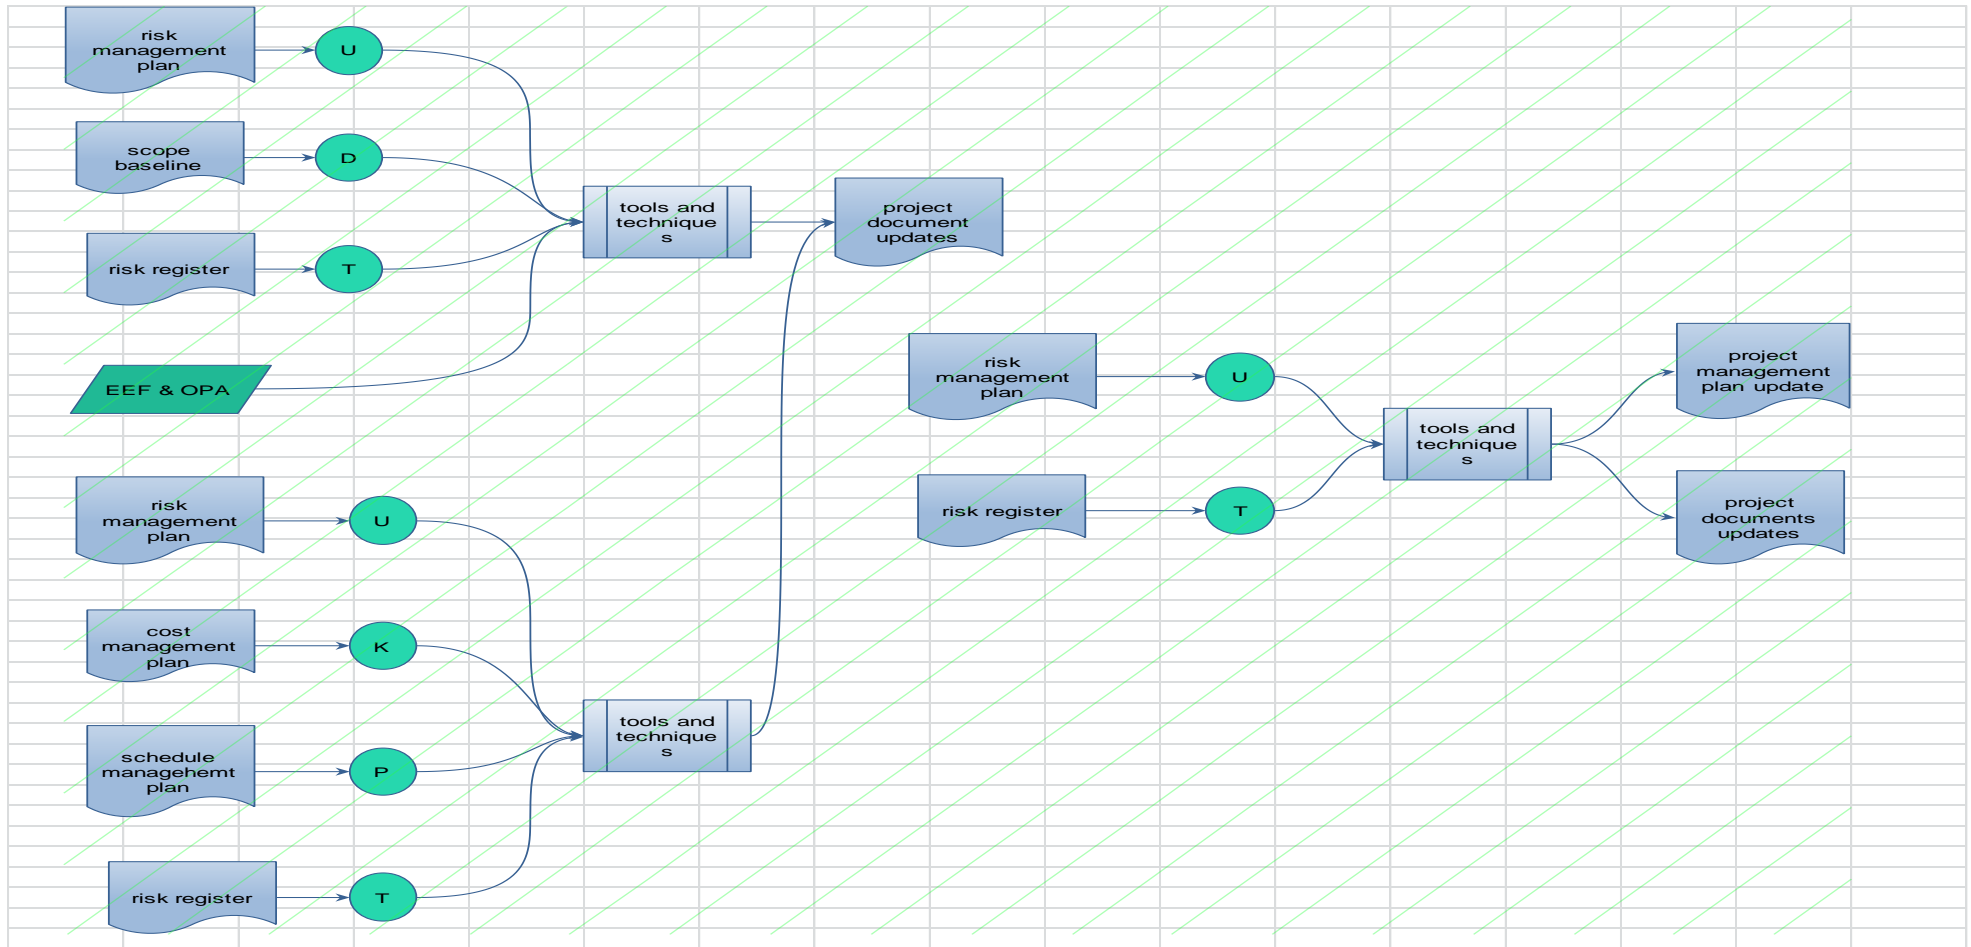 risk
management
plan
U
scope
baseline
D
risk register
T
EEF & OPA
tools and
technique
s
project
document
updates
risk
management
plan
U
cost
management
plan
K
schedule
managehemt
plan
P
risk register
T
tools and
technique
s
risk
management
plan
U
risk register
T
tools and
technique
s
project
management
plan update
project
documents
updates